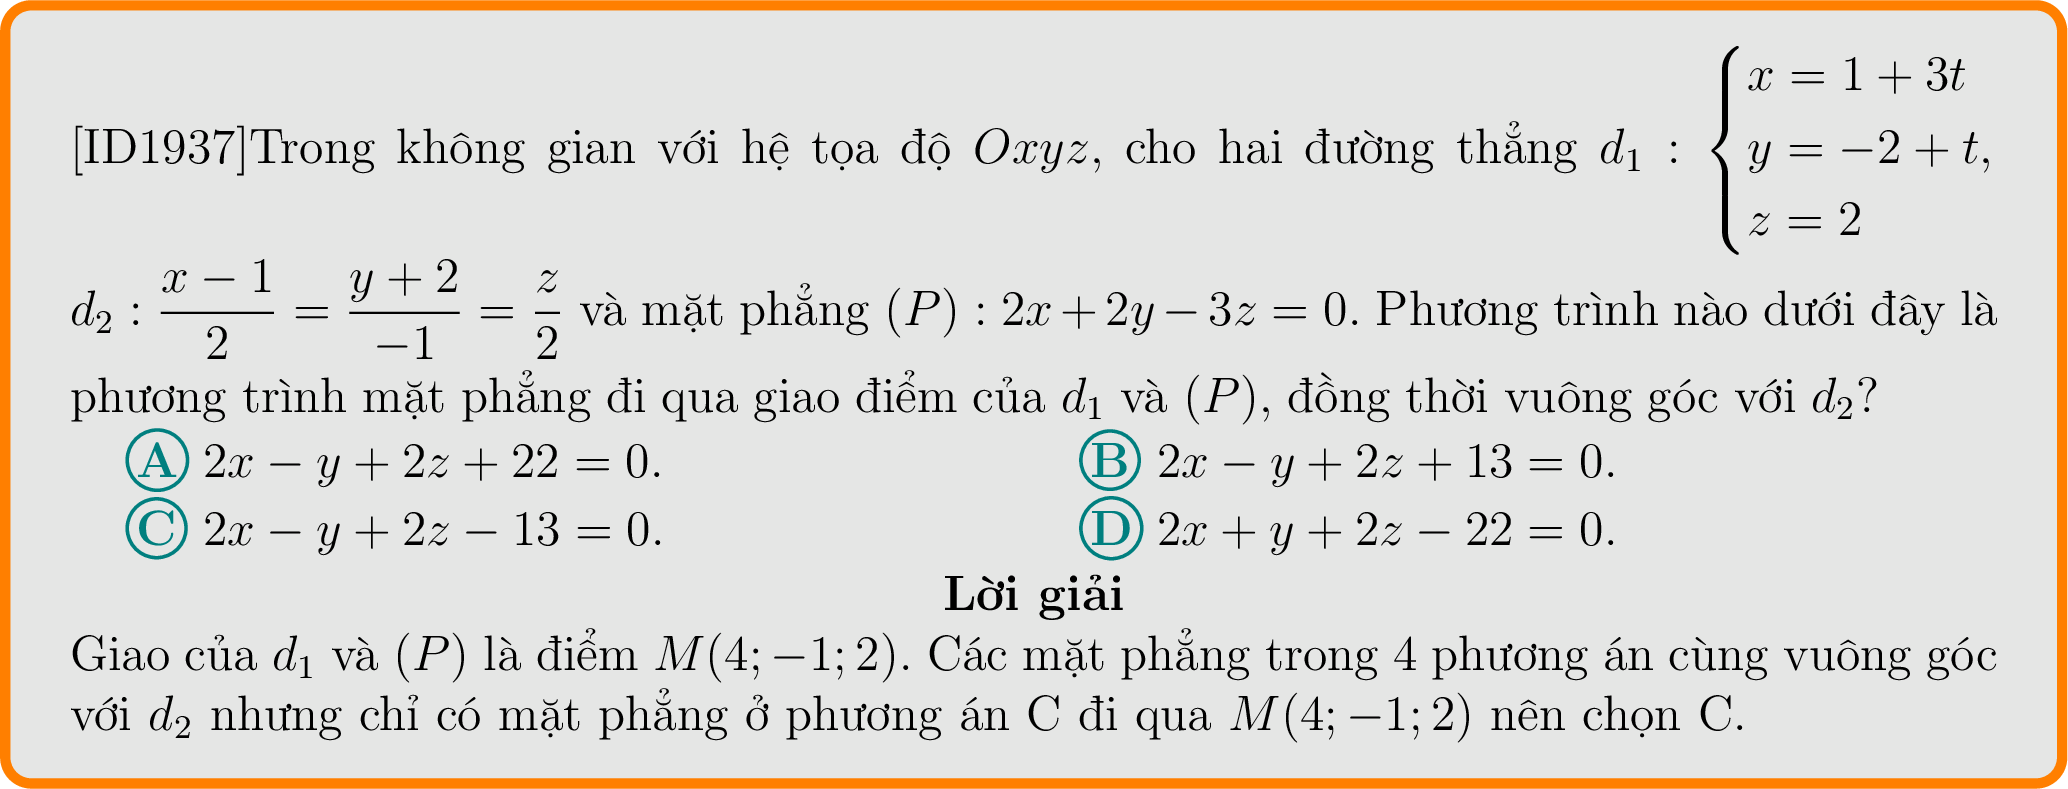 [ID1937]Trong không gian với hệ tọa độ $Oxyz$, cho hai đường thẳng $d_1 : \begin{cases} x = 1 + 3t \\ y = -2 + t, \\ z = 2 \end{cases}$
$d_2 : \dfrac{x-1}{2} = \dfrac{y+2}{-1} = \dfrac{z}{2}$ và mặt phẳng $(P) : 2x + 2y - 3z = 0$. Phương trình nào dưới đây là
phương trình mặt phẳng đi qua giao điểm của $d_1$ và $(P)$, đồng thời vuông góc với $d_2$?
A $2x - y + 2z + 22 = 0$. B $2x - y + 2z + 13 = 0$.
C $2x - y + 2z - 13 = 0$. D $2x + y + 2z - 22 = 0$.
Lời giải
Giao của $d_1$ và $(P)$ là điểm $M(4; -1; 2)$. Các mặt phẳng trong 4 phương án cùng vuông góc
với $d_2$ nhưng chỉ có mặt phẳng ở phương án C đi qua $M(4; -1; 2)$ nên chọn C.